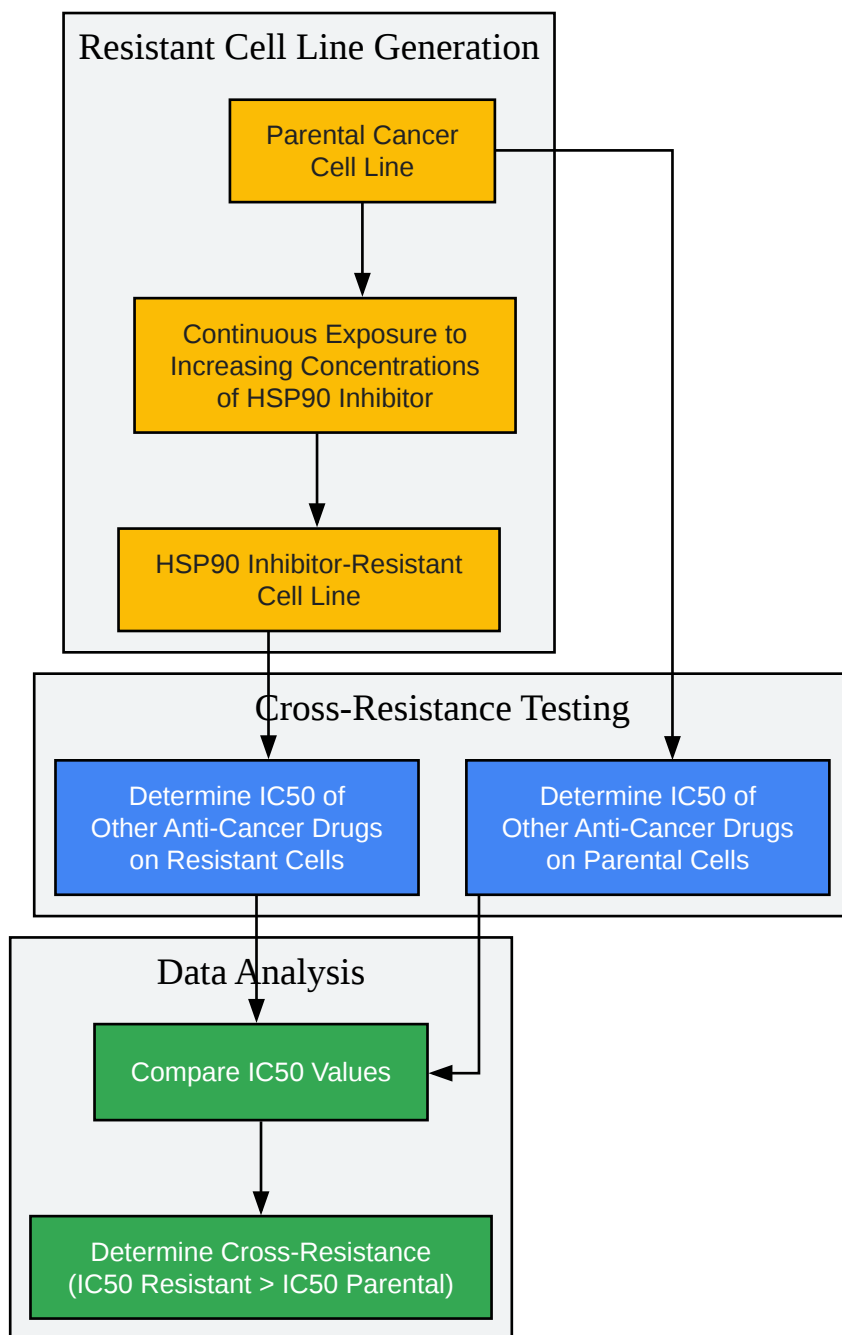 Resistant Cell Line Generation
Parental Cancer
Cell Line
Continuous Exposure to
Increasing Concentrations
of HSP90 Inhibitor
HSP90 Inhibitor-Resistant
Cell Line
Cross-Resistance Testing
Determine IC50 of
Other Anti-Cancer Drugs
on Resistant Cells
Determine IC50 of
Other Anti-Cancer Drugs
on Parental Cells
Data Analysis
Compare IC50 Values
Determine Cross-Resistance
(IC50 Resistant > IC50 Parental)